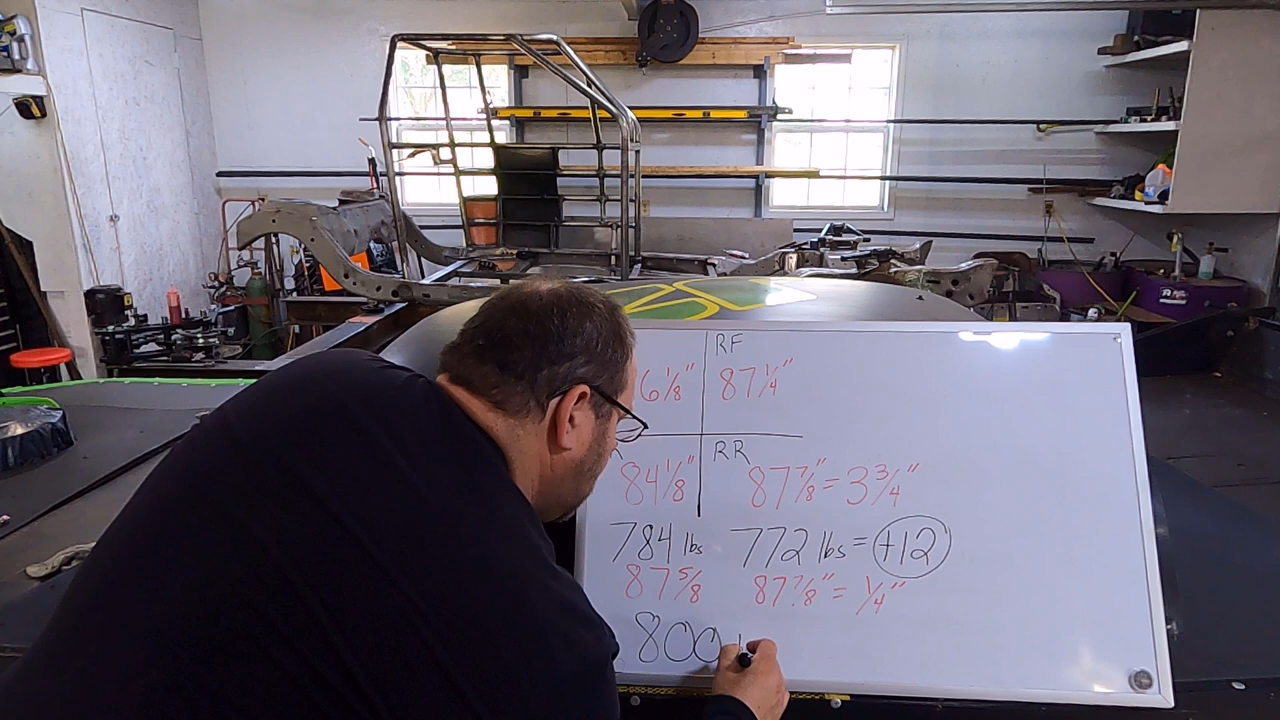 RF
6 1/8" 87 1/4"
RR
84 1/8" 87 7/8" = 3 3/4"
784 lbs 772 lbs = +12
87 5/8 87 7/8" = 1/4"
800